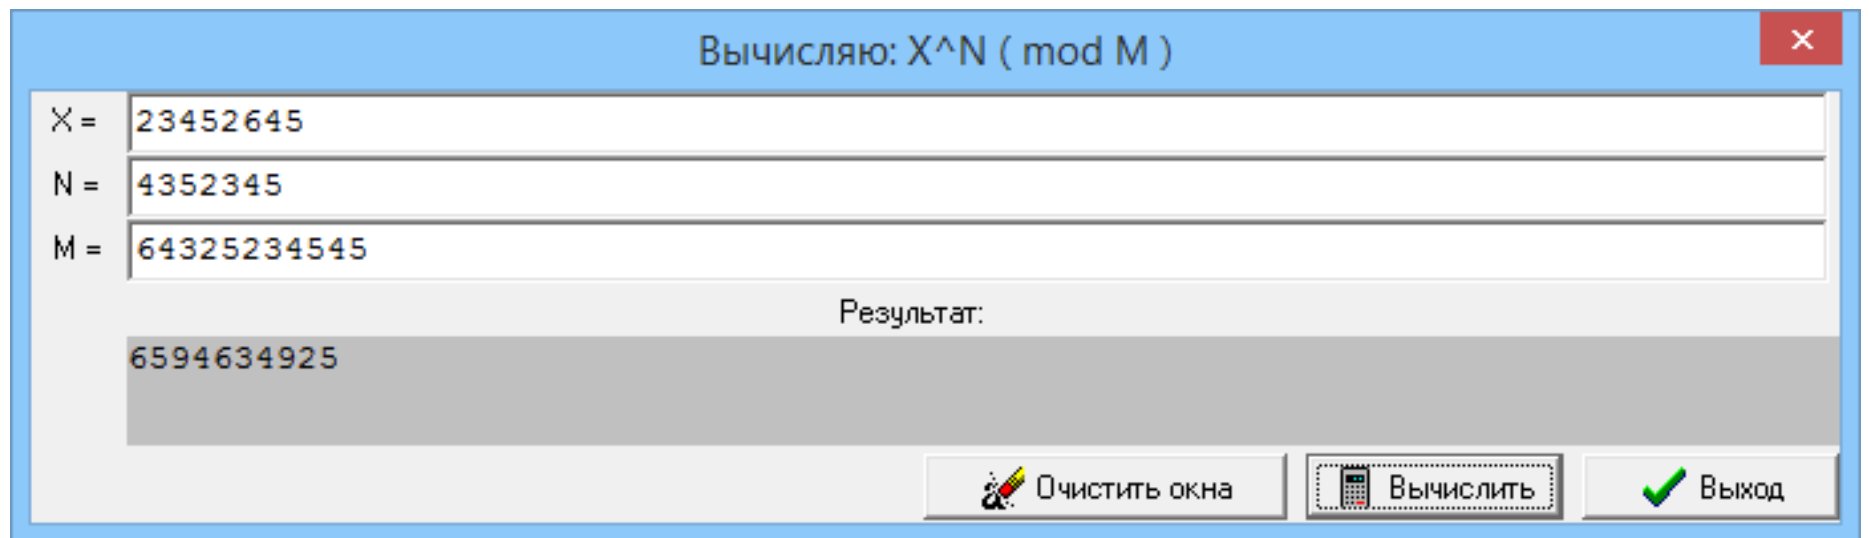 Вычисляю: X^N ( mod M )
X = 23452645
N = 4352345
M = 64325234545
Результат:
6594634925
Очистить окна Вычислить Выход